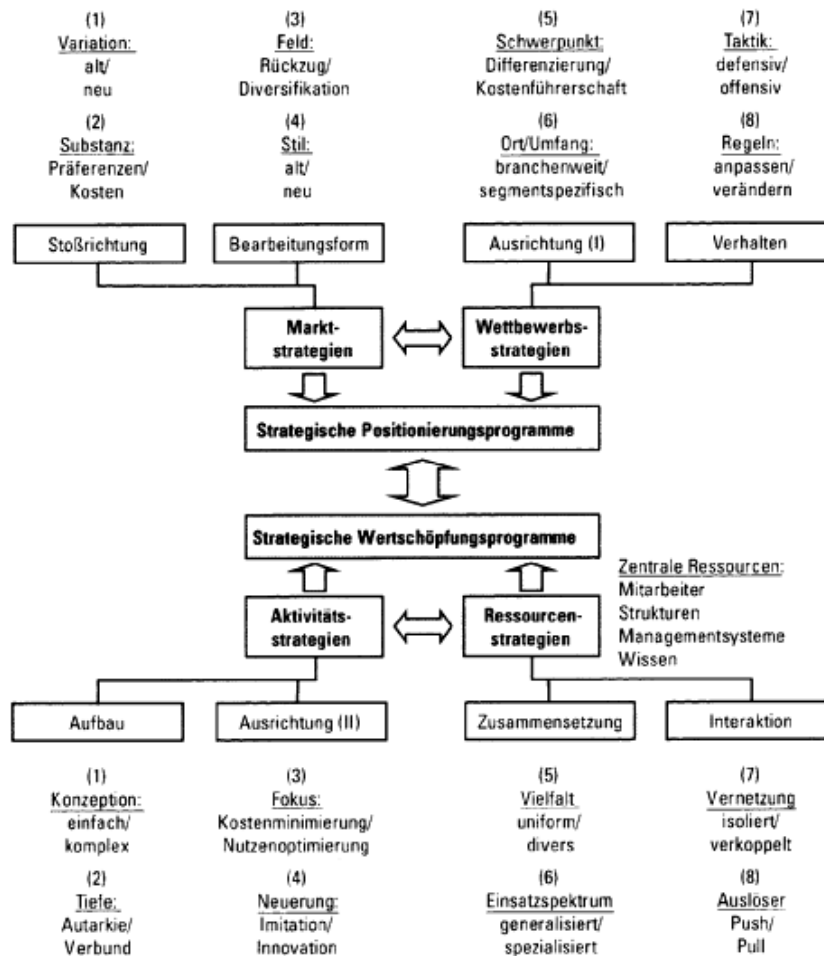 (1)
Variation:
alt/
neu
(3)
Feld:
Rückzug/
Diversifikation
(5)
Schwerpunkt:
Differenzierung/
Kostenführerschaft
(7)
Taktik:
defensiv/
offensiv
(2)
Substanz:
Präferenzen/
Kosten
(4)
Stil:
alt/
neu
(6)
Ort/Umfang:
branchenweit/
segmentspezifisch
(8)
Regeln:
anpassen/
verändern
Stoßrichtung
Bearbeitungsform
Ausrichtung (I)
Verhalten
Markt-
strategien
Wettbewerbs-
strategien
Strategische Positionierungsprogramme
Strategische Wertschöpfungsprogramme
Zentrale Ressourcen:
Mitarbeiter
Strukturen
Managementsysteme
Wissen
Aktivitäts-
strategien
Ressourcen-
strategien
Aufbau
Ausrichtung (II)
Zusammensetzung
Interaktion
(1)
Konzeption:
einfach/
komplex
(3)
Fokus:
Kostenminimierung/
Nutzenoptimierung
(5)
Vielfalt
uniform/
divers
(7)
Vernetzung
isoliert/
verkoppelt
(2)
Tiefe:
Autarkie/
Verbund
(4)
Neuerung:
Imitation/
Innovation
(6)
Einsatzspektrum
generalisiert/
spezialisiert
(8)
Auslöser
Push/
Pull